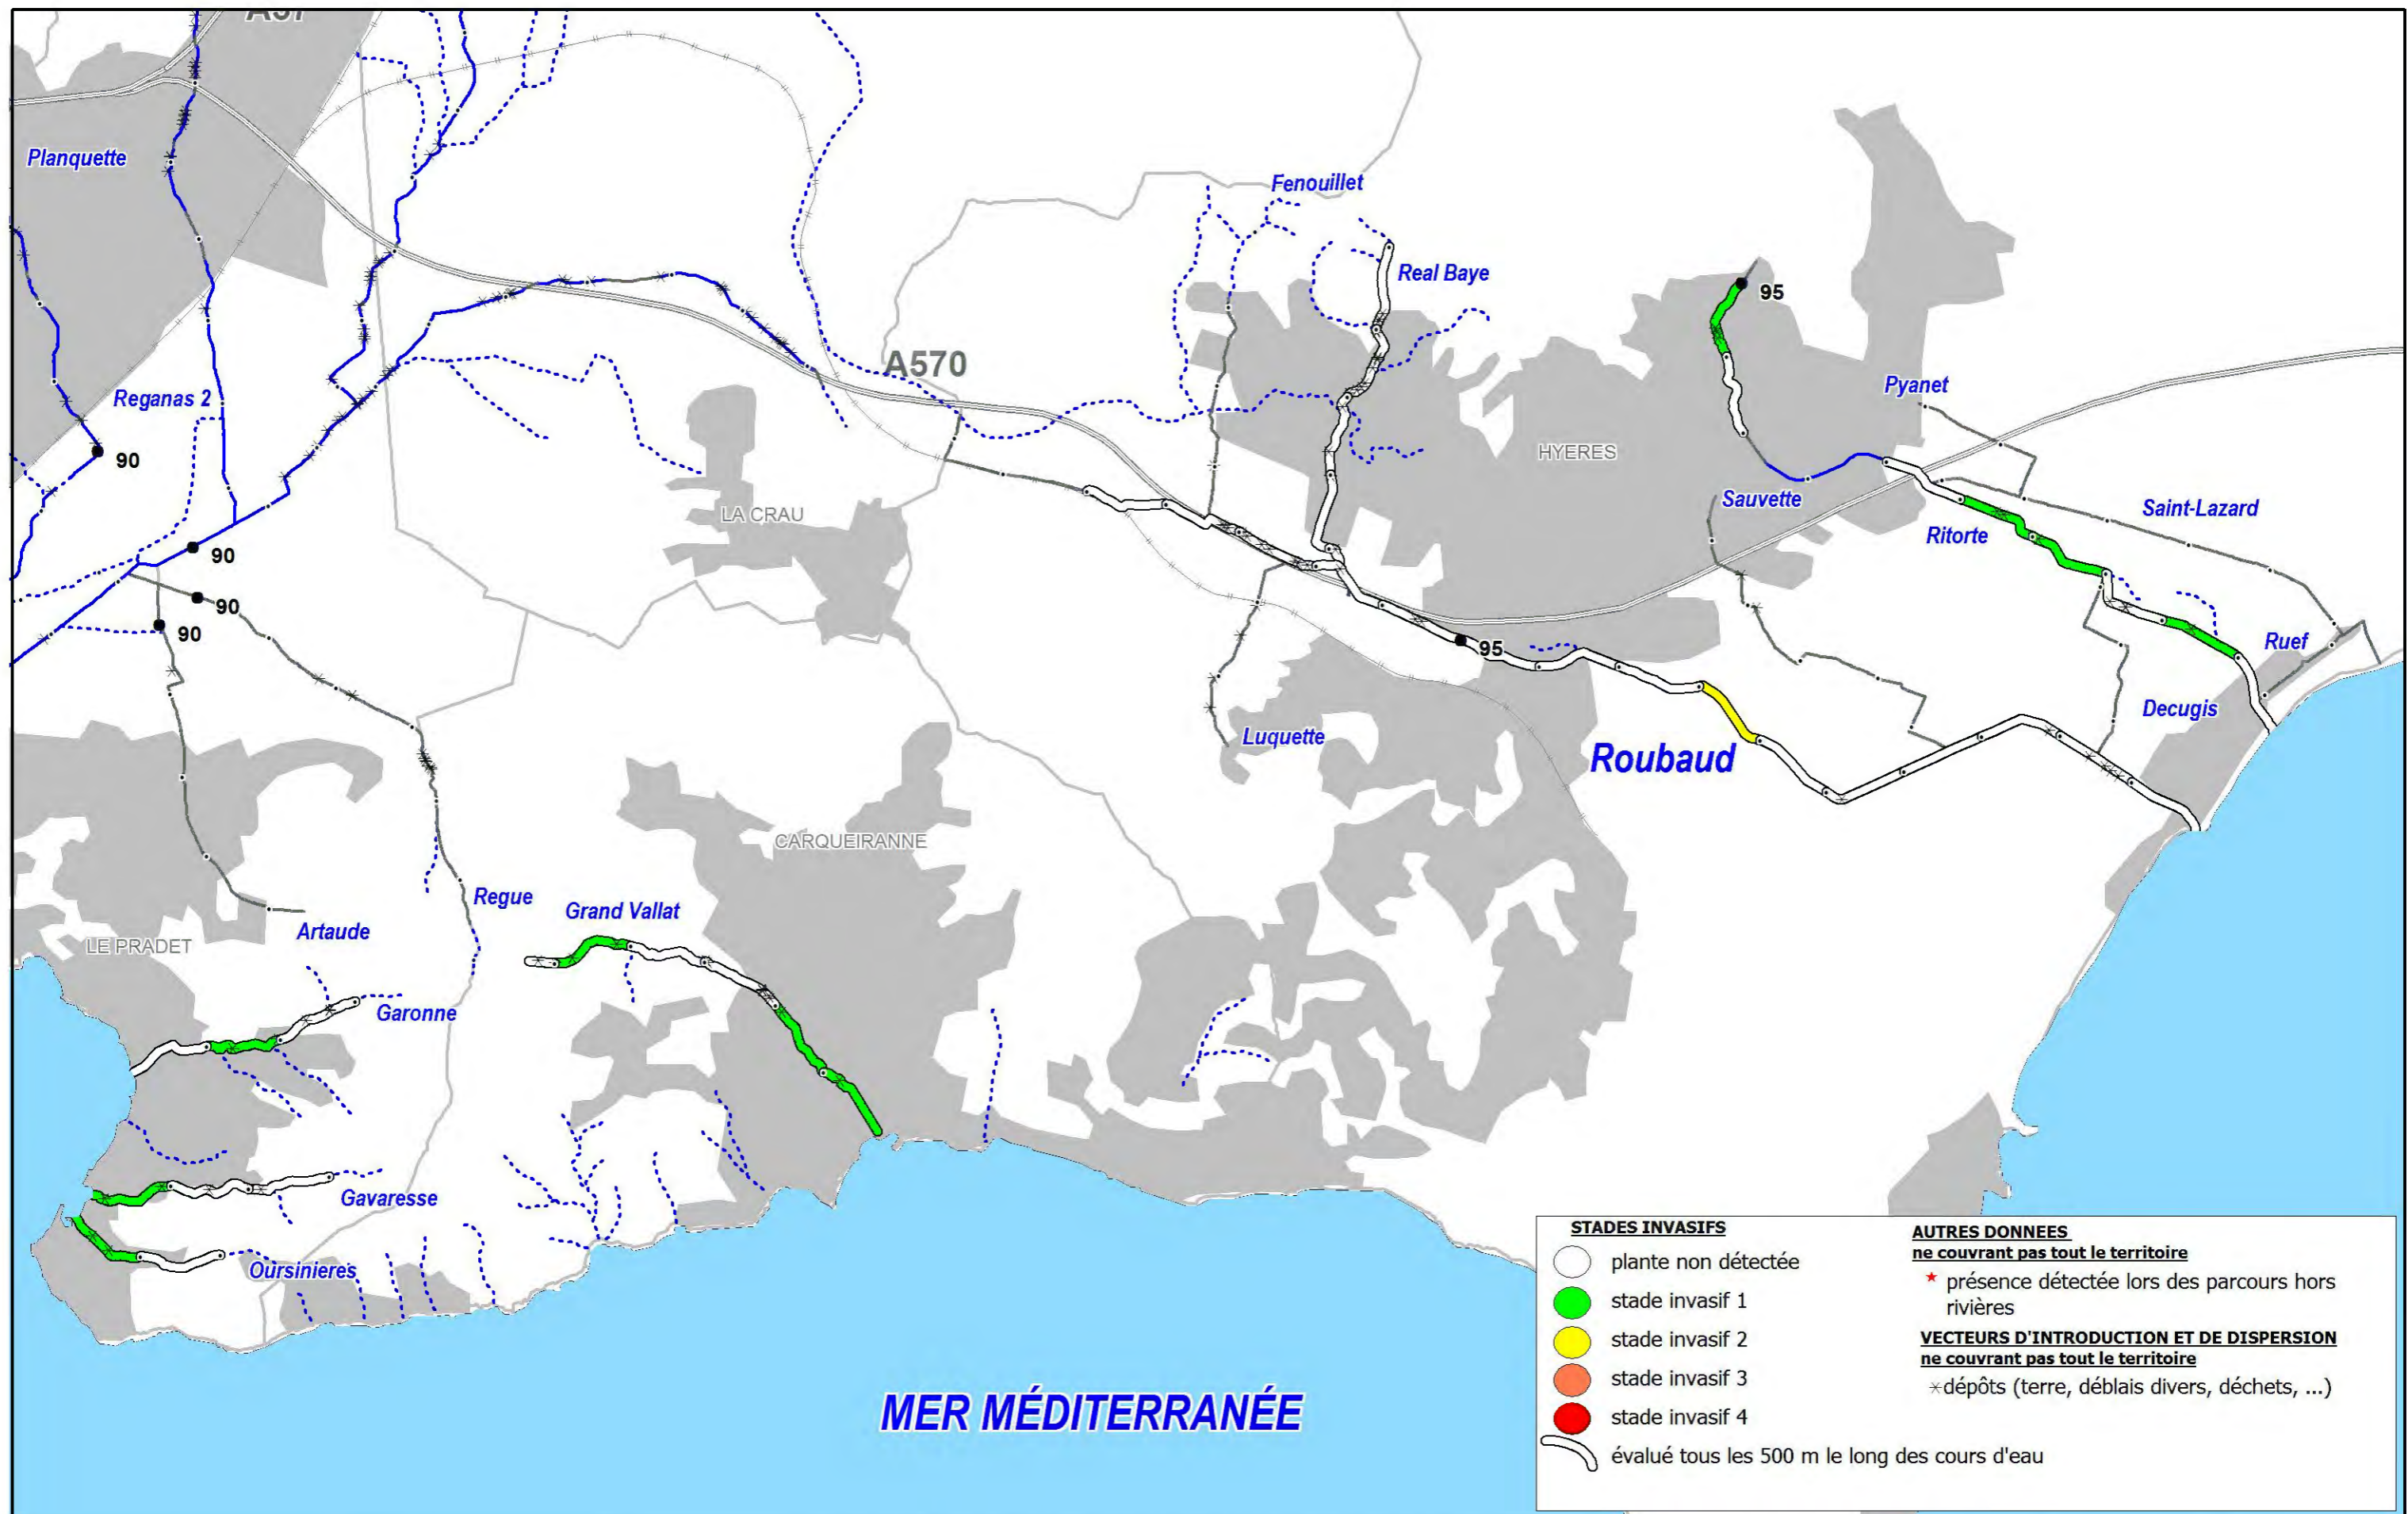 Planquette
Fenouillet
Real Baye
95
A570
Pyanet
Reganas 2
90
HYERES
Sauvette
Saint-Lazard
LA CRAU
Ritorte
90
90
90
95
Ruef
Decugis
Luquette
Roubaud
CARQUEIRANNE
Regue
Grand Vallat
Artaude
LE PRADET
Garonne
Gavaresse
Oursinieres
MER MÉDITERRANÉE
STADES INVASIFS
plante non détectée
stade invasif 1
stade invasif 2
stade invasif 3
stade invasif 4
évalué tous les 500 m le long des cours d'eau
AUTRES DONNEES
ne couvrant pas tout le territoire
présence détectée lors des parcours hors
rivières
VECTEURS D'INTRODUCTION ET DE DISPERSION
ne couvrant pas tout le territoire
dépôts (terre, déblais divers, déchets, ...)